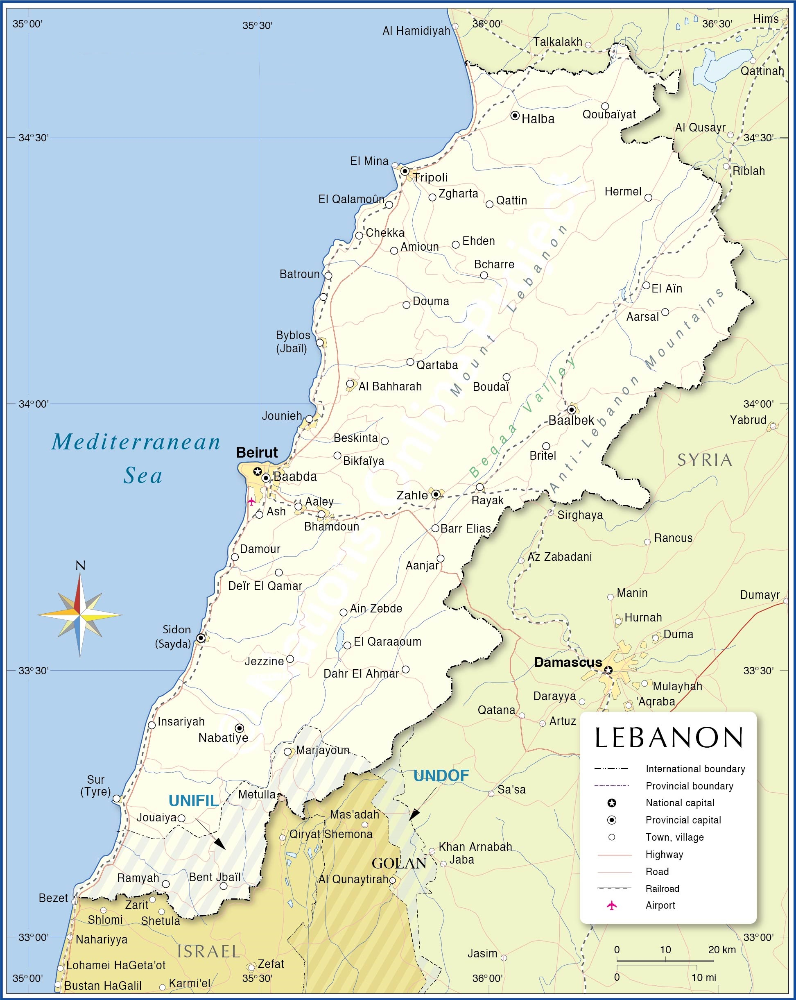 35°00'
35°30'
36°00'
36°30'
Hims
Al Hamidiyah
Talkalakh
Qattinah
Halba
Qoubaïyat
Al Qusayr
34°30'
34°30'
El Mina
Tripoli
Riblah
Zgharta
Qattin
Hermel
El Qalamoûn
Chekka
Ehden
Amioun
Bcharre
Batroun
El Aïn
Douma
Aarsal
Byblos
(Jbaïl)
Mount Lebanon
Qartaba
Boudaï
Al Bahharah
Beqaa Valley
Anti-Lebanon Mountains
34°00'
34°00'
Jounieh
Baalbek
Yabrud
Mediterranean
Sea
Beskinta
Britel
Bikfaïya
SYRIA
Beirut
Baabda
Zahle
Rayak
Aaley
Ash
Sirghaya
Bhamdoun
Barr Elias
Rancus
Damour
Az Zabadani
Aanjar
N
Deïr El Qamar
Manin
Dumayr
Ain Zebde
Hurnah
Sidon
(Sayda)
Duma
El Qaraaoum
Jezzine
Damascus
33°30'
Dahr El Ahmar
33°30'
Mulayhah
Darayya
'Aqraba
Qatana
Artuz
Insariyah
Nabatiye
Marjayoun
UNDOF
Sur
(Tyre)
Sa'sa
UNIFIL
Metulla
Mas'adah
Jouaiya
Qiryat Shemona
Khan Arnabah
GOLAN
Jaba
Al Qunaytirah
Ramyah
Bent Jbaïl
Bezet
Zarit
Shlomi
Shetula
33°00'
33°00'
Nahariyya
ISRAEL
Jasim
Zefat
Lohamei HaGeta'ot
35°00'
35°30'
36°00'
Bustan HaGalil
Karmi'el
LEBANON
International boundary
Provincial boundary
National capital
Provincial capital
Town, village
Highway
Road
Railroad
Airport
0 10 20 km
0 10 mi
© Nations Online Project